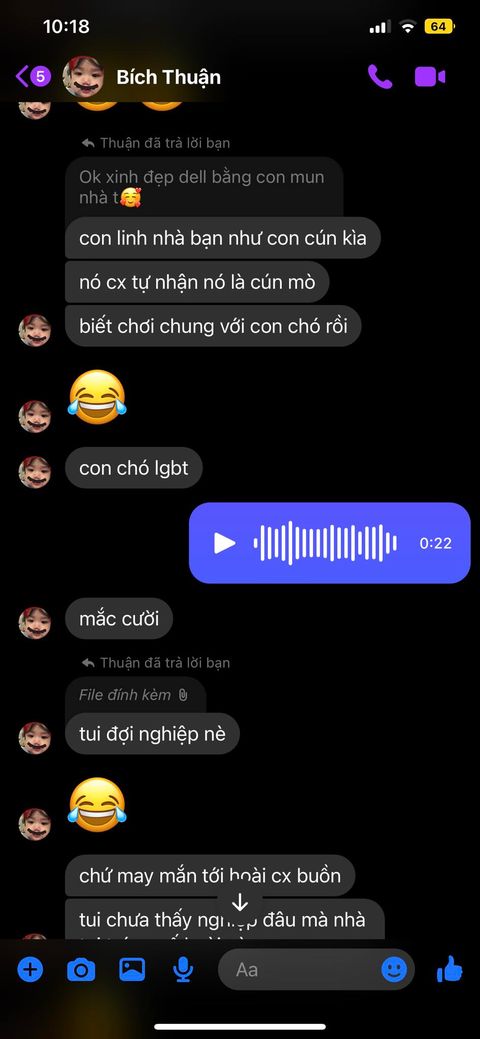 10:18
64
5
Bích Thuận
Thuận đã trả lời bạn
Ok xinh đẹp dell bằng con mun
nhà t🥰
con linh nhà bạn như con cún kìa
nó cx tự nhận nó là cún mò
biết chơi chung với con chó rồi
😂
con chó lgbt
0:22
mắc cười
Thuận đã trả lời bạn
File đính kèm
tui đợi nghiệp nè
😂
chứ may mắn tới hoài cx buồn
tui chưa thấy nghiệp đâu mà nhà
Aa